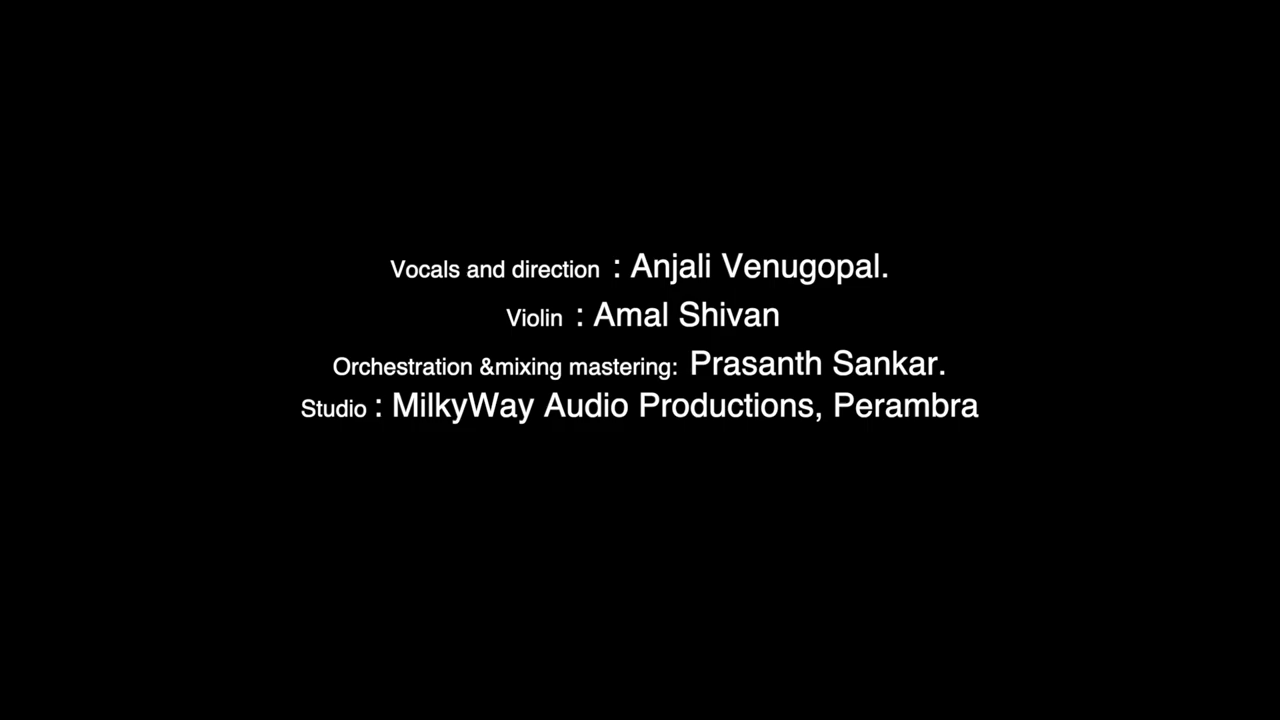 Vocals and direction : Anjali Venugopal.
Violin : Amal Shivan
Orchestration &mixing mastering: Prasanth Sankar.
Studio : MilkyWay Audio Productions, Perambra